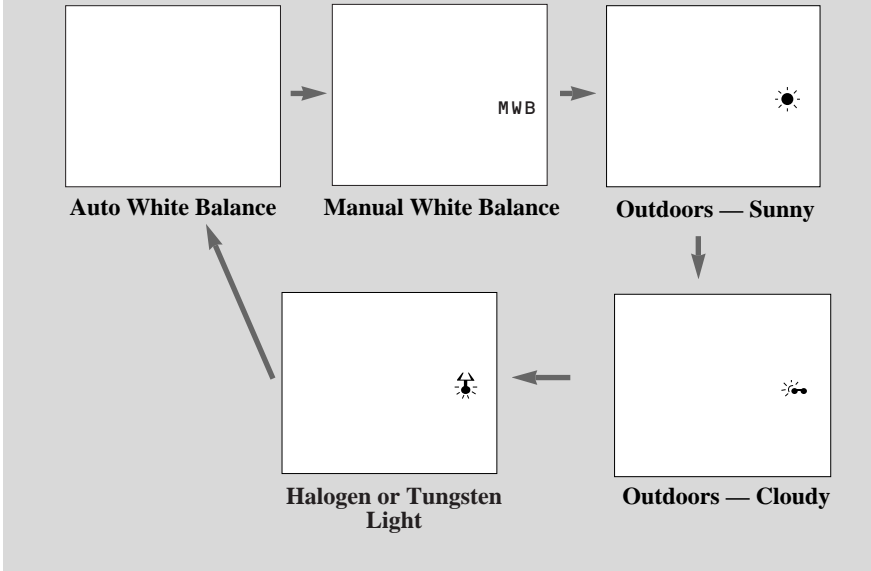 MWB
Auto White Balance
Manual White Balance
Outdoors — Sunny
Halogen or Tungsten
Light
Outdoors — Cloudy